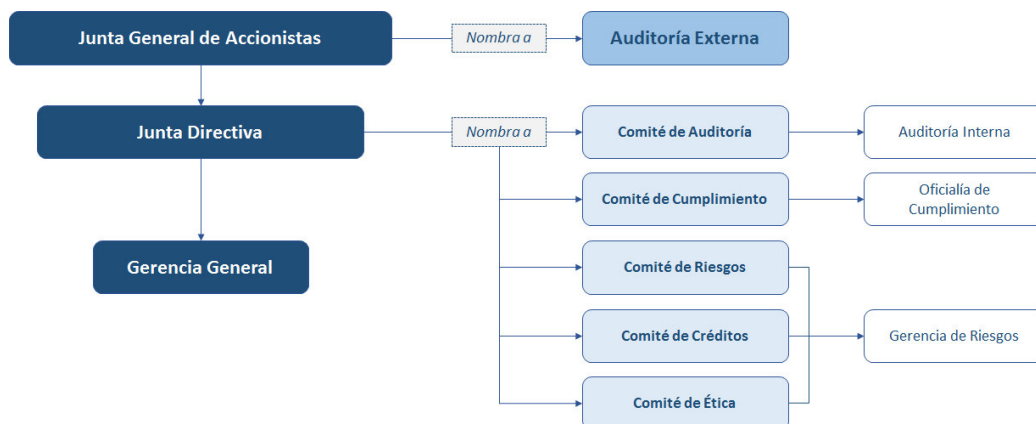 Junta General de Accionistas
Nombra a
Auditoría Externa
Junta Directiva
Nombra a
Comité de Auditoría
Auditoría Interna
Comité de Cumplimiento
Oficialía de
Cumplimiento
Gerencia General
Comité de Riesgos
Comité de Créditos
Gerencia de Riesgos
Comité de Ética